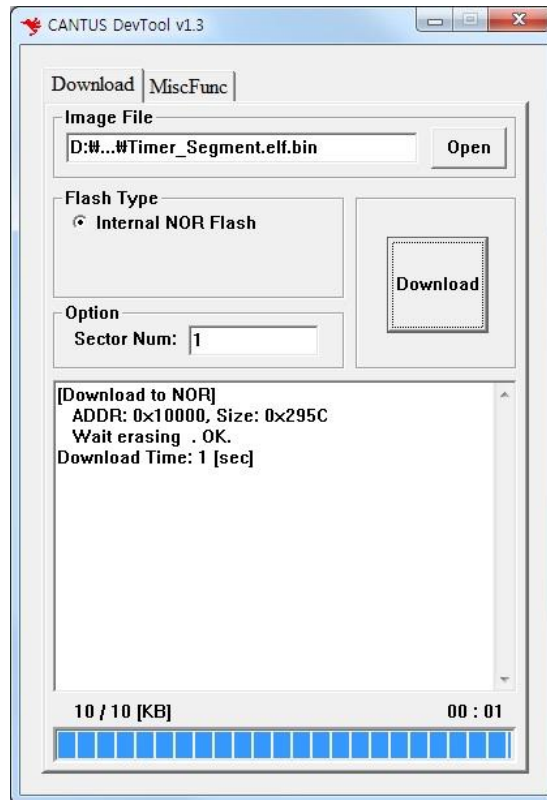 CANTUS DevTool v1.3
Download MiscFunc
Image File
D:₩...₩Timer_Segment.elf.bin Open
Flash Type
Internal NOR Flash
Download
Option
Sector Num: 1
[Download to NOR]
ADDR: 0x10000, Size: 0x295C
Wait erasing . OK.
Download Time: 1 [sec]
10 / 10 [KB] 00 : 01